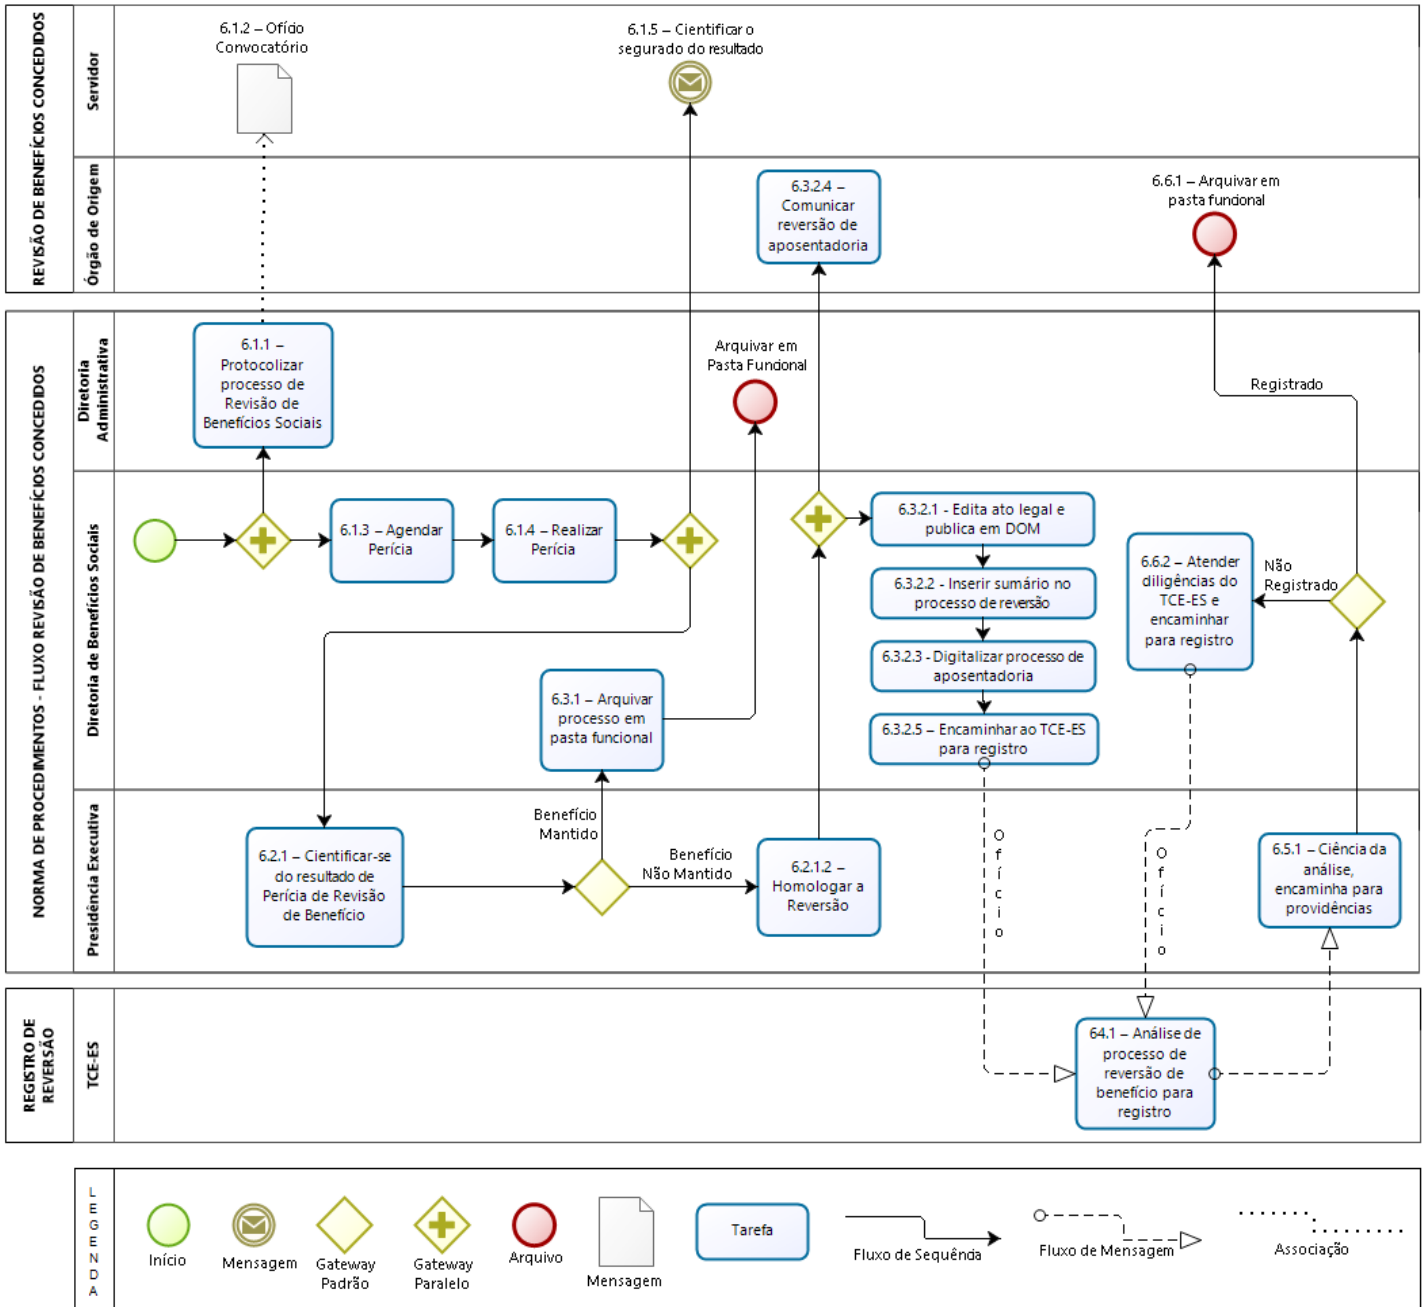 REVISÃO DE BENEFÍCIOS CONCEDIDOS
Servidor
6.1.2 – Ofício
Convocatório
6.1.5 – Cientificar o
segurado do resultado
Órgão de Origem
6.3.2.4 –
Comunicar
reversão de
aposentadoria
6.6.1 – Arquivar em
pasta funcional
NORMA DE PROCEDIMENTOS - FLUXO REVISÃO DE BENEFÍCIOS CONCEDIDOS
Diretoria
Administrativa
6.1.1 –
Protocolizar
processo de
Revisão de
Benefícios Sociais
Arquivar em
Pasta Funcional
Registrado
Diretoria de Benefícios Sociais
6.1.3 – Agendar
Perícia
6.1.4 – Realizar
Perícia
6.3.2.1 - Edita ato legal e
publica em DOM
6.3.2.2 - Inserir sumário no
processo de reversão
6.3.2.3 - Digitalizar processo de
aposentadoria
6.3.2.5 – Encaminhar ao TCE-ES
para registro
6.6.2 – Atender
diligências do
TCE-ES e
encaminhar
para registro
Não
Registrado
6.3.1 – Arquivar
processo em
pasta funcional
Presidência Executiva
6.2.1 – Cientificar-se
do resultado de
Perícia de Revisão
de Benefício
Benefício
Mantido
Benefício
Não Mantido
6.2.1.2 –
Homologar a
Reversão
Ofício
Ofício
6.5.1 – Ciência da
análise,
encaminha para
providências
REGISTRO DE
REVERSÃO
TCE-ES
64.1 – Análise de
processo de
reversão de
benefício para
registro
LEGENDA
Início
Mensagem
Gateway
Padrão
Gateway
Paralelo
Arquivo
Mensagem
Tarefa
Fluxo de Sequência
Fluxo de Mensagem
Associação